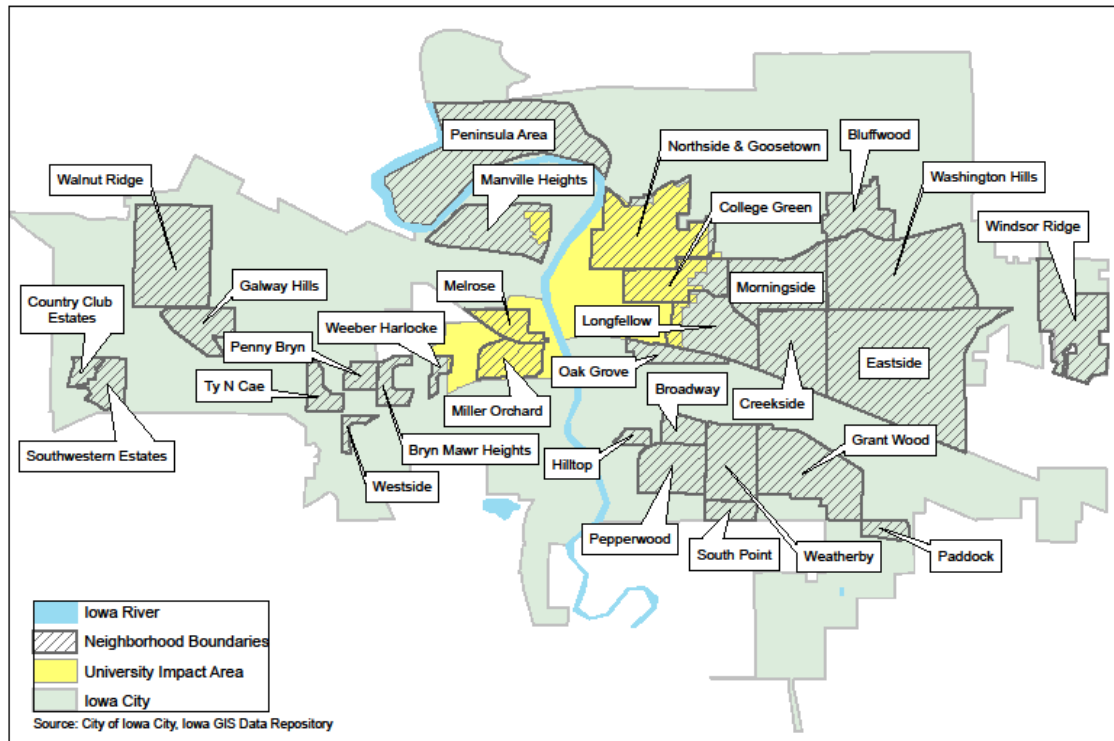 Peninsula Area
Northside & Goosetown
Bluffwood
Walnut Ridge
Manville Heights
Washington Hills
College Green
Windsor Ridge
Country Club
Estates
Galway Hills
Melrose
Morningside
Weeber Harlocke
Longfellow
Penny Bryn
Oak Grove
Eastside
Ty N Cae
Broadway
Miller Orchard
Creekside
Southwestern Estates
Bryn Mawr Heights
Grant Wood
Hilltop
Westside
Pepperwood
South Point
Weatherby
Paddock
Iowa River
Neighborhood Boundaries
University Impact Area
Iowa City
Source: City of Iowa City, Iowa GIS Data Repository